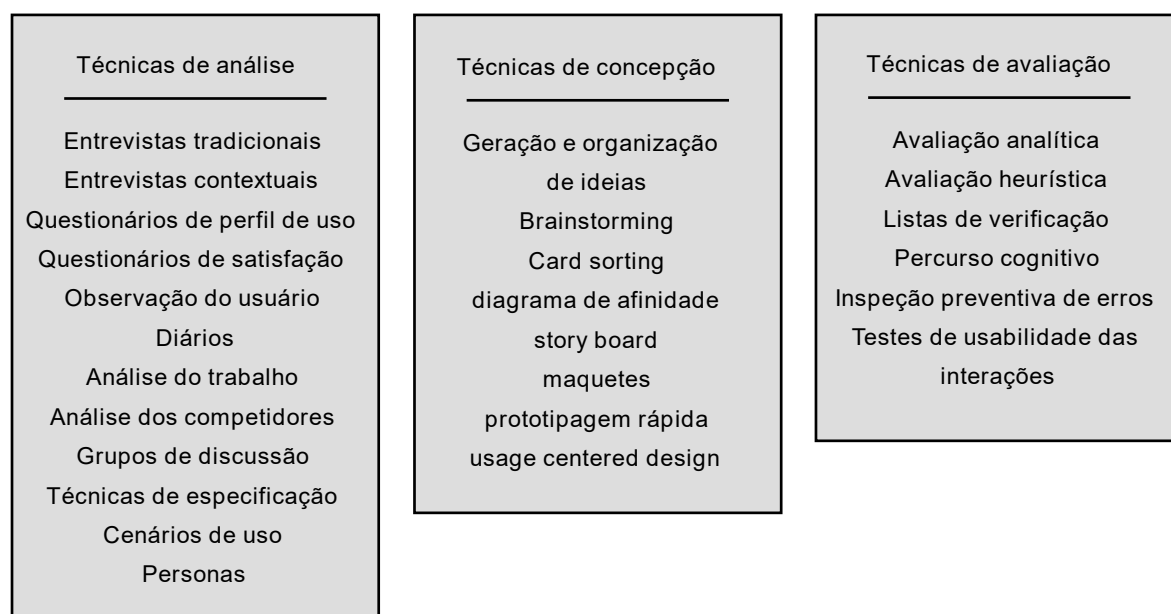 Técnicas de análise
Entrevistas tradicionais
Entrevistas contextuais
Questionários de perfil de uso
Questionários de satisfação
Observação do usuário
Diários
Análise do trabalho
Análise dos competidores
Grupos de discussão
Técnicas de especificação
Cenários de uso
Personas
Técnicas de concepção
Geração e organização
de ideias
Brainstorming
Card sorting
diagrama de afinidade
story board
maquetes
prototipagem rápida
usage centered design
Técnicas de avaliação
Avaliação analítica
Avaliação heurística
Listas de verificação
Percurso cognitivo
Inspeção preventiva de erros
Testes de usabilidade das
interações